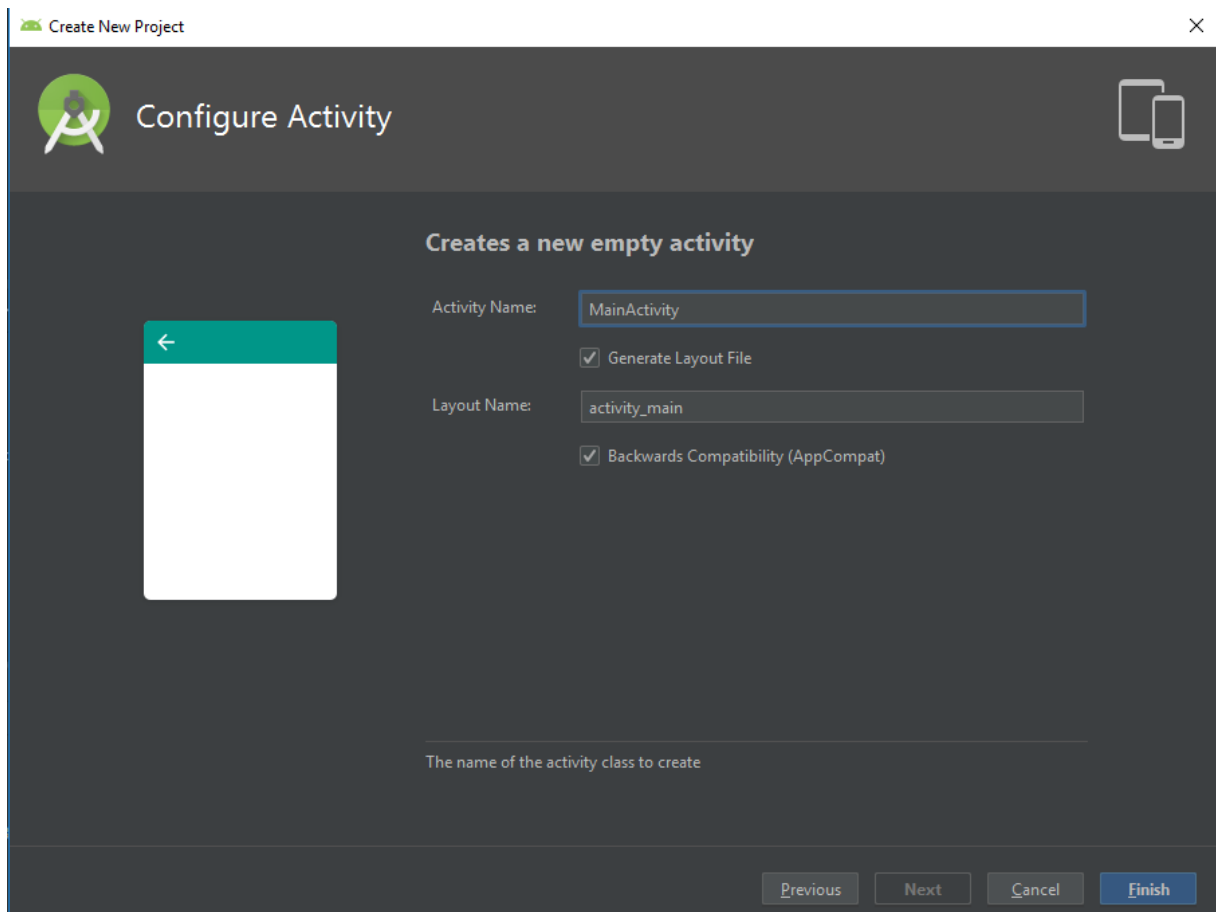 Create New Project
Configure Activity
Creates a new empty activity
Activity Name: MainActivity
Generate Layout File
Layout Name: activity_main
Backwards Compatibility (AppCompat)
The name of the activity class to create
Previous Next Cancel Finish